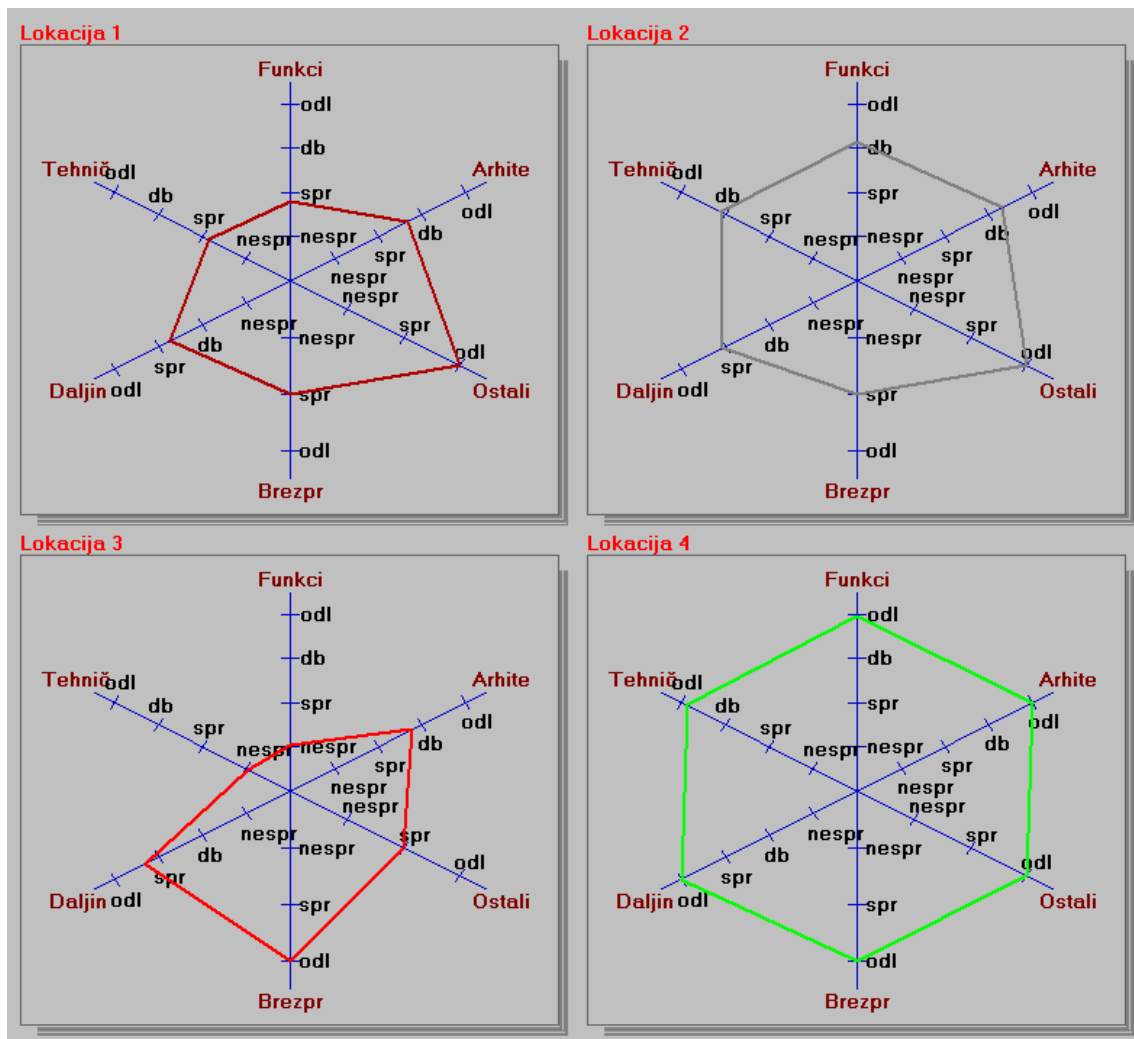 Lokacija 1
Funkci
odl
db
spr
nespr
Arhite
odl
db
spr
nespr
Ostali
odl
spr
nespr
Brezpr
odl
spr
nespr
Daljin
odl
spr
db
nespr
Tehnič
odl
db
spr
nespr
Lokacija 2
Funkci
odl
db
spr
nespr
Arhite
odl
db
spr
nespr
Ostali
odl
spr
nespr
Brezpr
odl
spr
nespr
Daljin
odl
spr
db
nespr
Tehnič
odl
db
spr
nespr
Lokacija 3
Funkci
odl
db
spr
nespr
Arhite
odl
db
spr
nespr
Ostali
odl
spr
nespr
Brezpr
odl
spr
nespr
Daljin
odl
spr
db
nespr
Tehnič
odl
db
spr
nespr
Lokacija 4
Funkci
odl
db
spr
nespr
Arhite
odl
db
spr
nespr
Ostali
odl
spr
nespr
Brezpr
odl
spr
nespr
Daljin
odl
spr
db
nespr
Tehnič
odl
db
spr
nespr